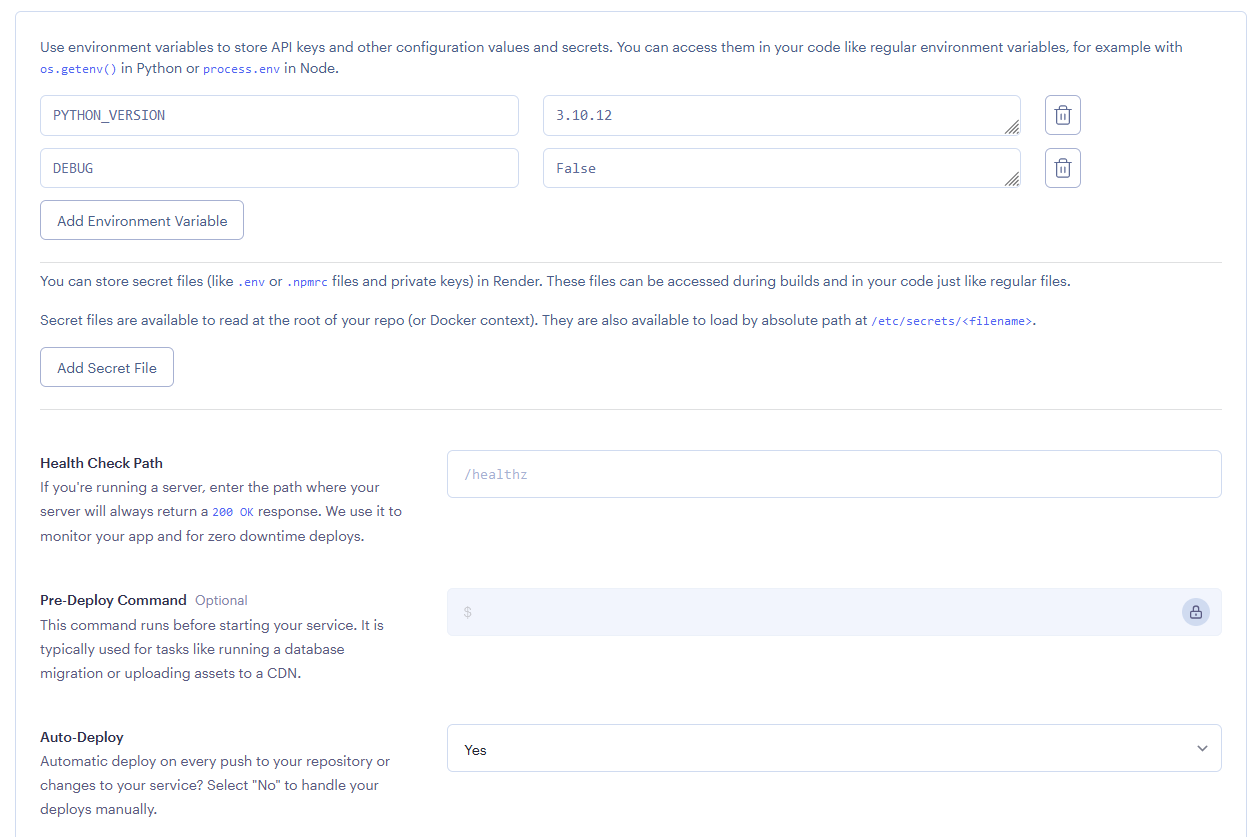 Use environment variables to store API keys and other configuration values and secrets. You can access them in your code like regular environment variables, for example with
os.getenv() in Python or process.env in Node.
PYTHON_VERSION 3.10.12
DEBUG False
Add Environment Variable
You can store secret files (like .env or .npmrc files and private keys) in Render. These files can be accessed during builds and in your code just like regular files.
Secret files are available to read at the root of your repo (or Docker context). They are also available to load by absolute path at /etc/secrets/<filename>.
Add Secret File
Health Check Path
If you're running a server, enter the path where your
server will always return a 200 OK response. We use it to
monitor your app and for zero downtime deploys.
/healthz
Pre-Deploy Command Optional
This command runs before starting your service. It is
typically used for tasks like running a database
migration or uploading assets to a CDN.
$
Auto-Deploy
Automatic deploy on every push to your repository or
changes to your service? Select "No" to handle your
deploys manually.
Yes